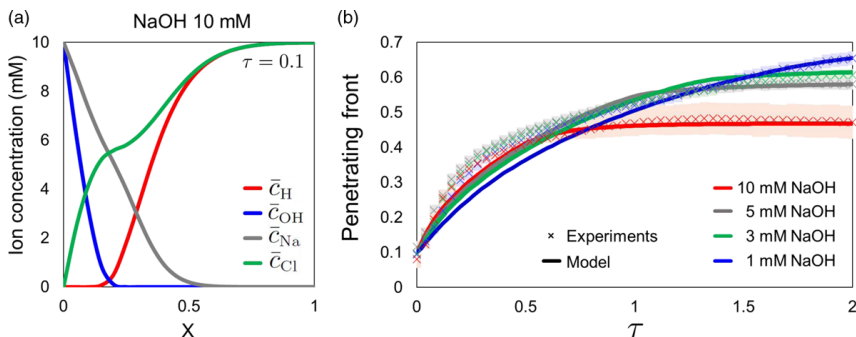 (a)
NaOH 10 mM
Ion concentration (mM)
10
8
6
4
2
0
τ = 0.1
c̄H
c̄OH
c̄Na
c̄Cl
0
0.5
1
X
(b)
Penetrating front
0.7
0.6
0.5
0.4
0.3
0.2
0.1
0
× Experiments
Model
10 mM NaOH
5 mM NaOH
3 mM NaOH
1 mM NaOH
0
0.5
1
1.5
2
τ